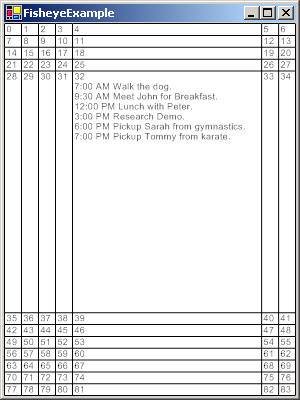 FisheyeExample
0 1 2 3 4 5 6
7 8 9 10 11 12 13
14 15 16 17 18 19 20
21 22 23 24 25 26 27
28 29 30 31 32 33 34
7:00 AM Walk the dog.
9:30 AM Meet John for Breakfast.
12:00 PM Lunch with Peter.
3:00 PM Research Demo.
6:00 PM Pickup Sarah from gymnastics.
7:00 PM Pickup Tommy from karate.
35 36 37 38 39 40 41
42 43 44 45 46 47 48
49 50 51 52 53 54 55
56 57 58 59 60 61 62
63 64 65 66 67 68 69
70 71 72 73 74 75 76
77 78 79 80 81 82 83